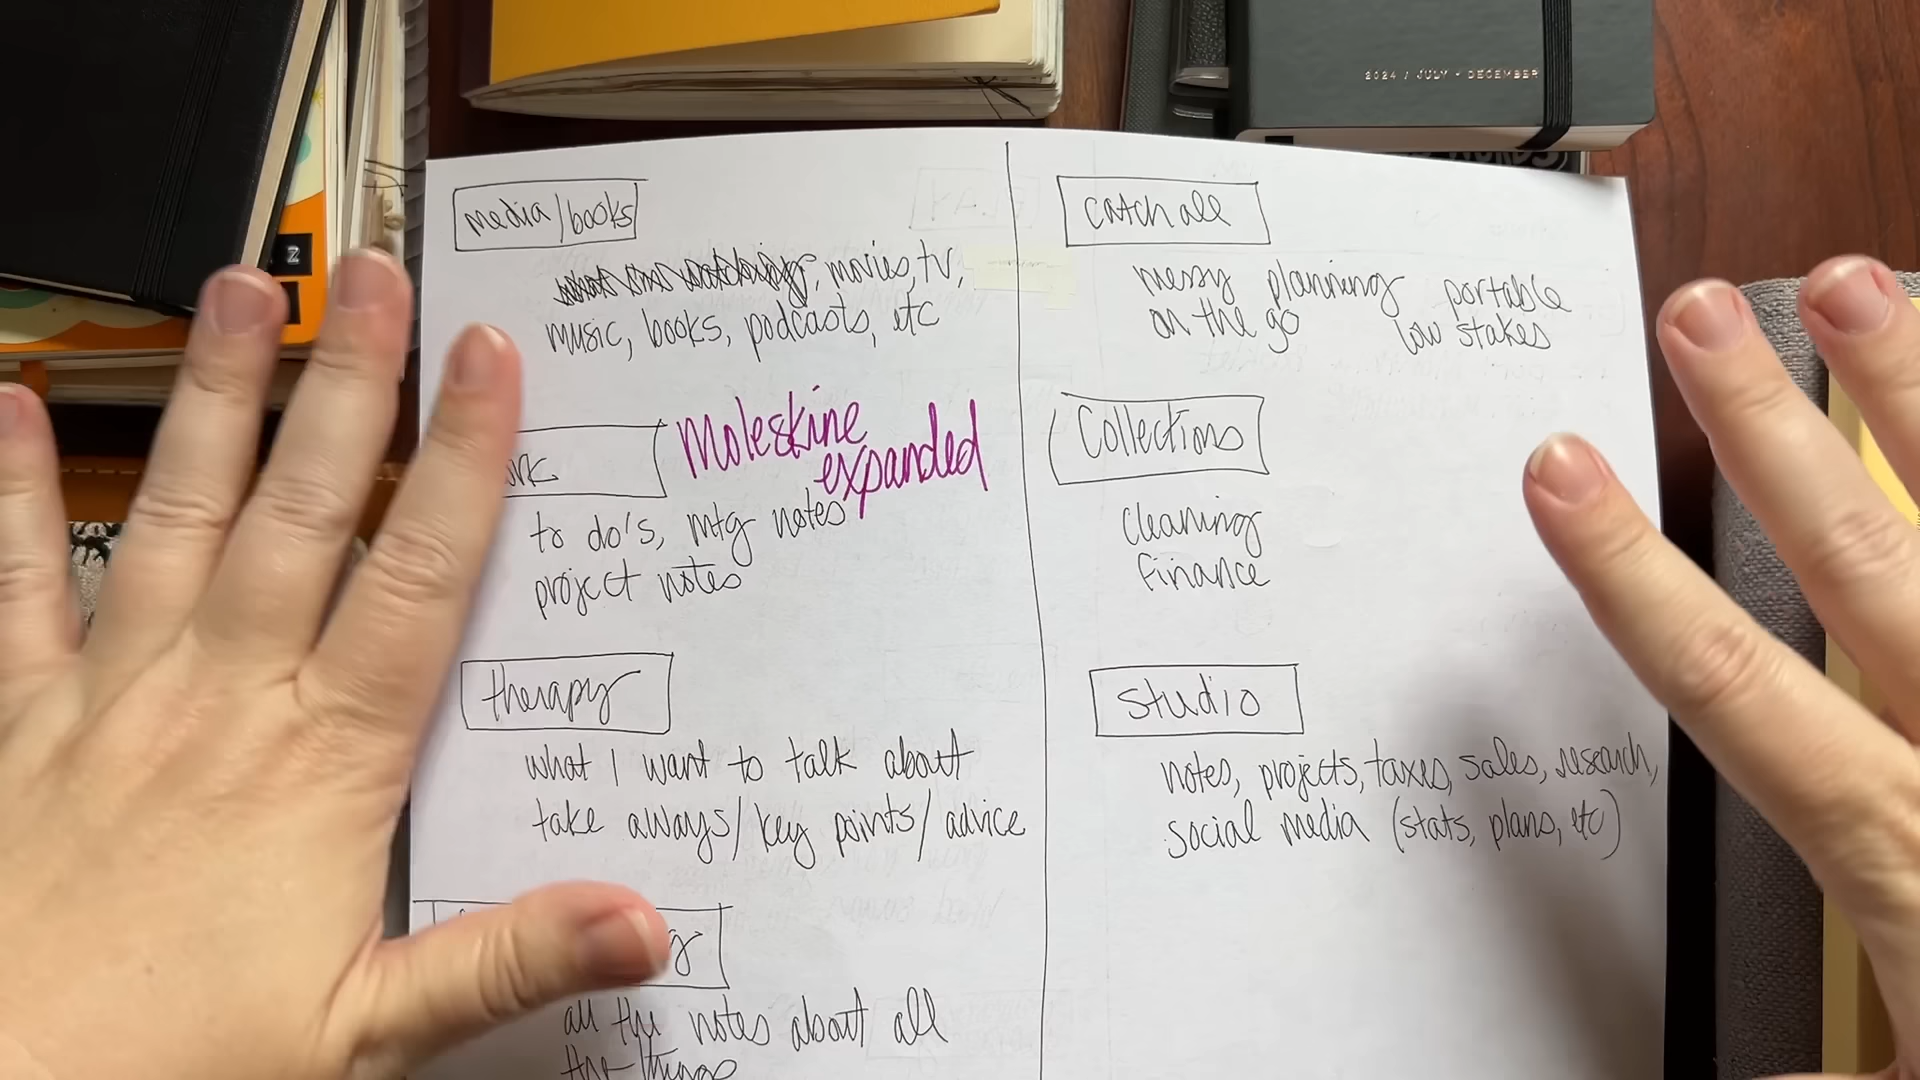 2024 / JULY - DECEMBER
Z
media/books
movies, tv,
music, books, podcasts, etc
moleskine
expanded
to do's, mtg notes
project notes
therapy
what I want to talk about
take aways/key points/advice
all the notes about all
the things
catch all
messy planning portable
on the go low stakes
Collections
cleaning
finance
studio
notes, projects, taxes, sales, research,
social media (stats, plans, etc)